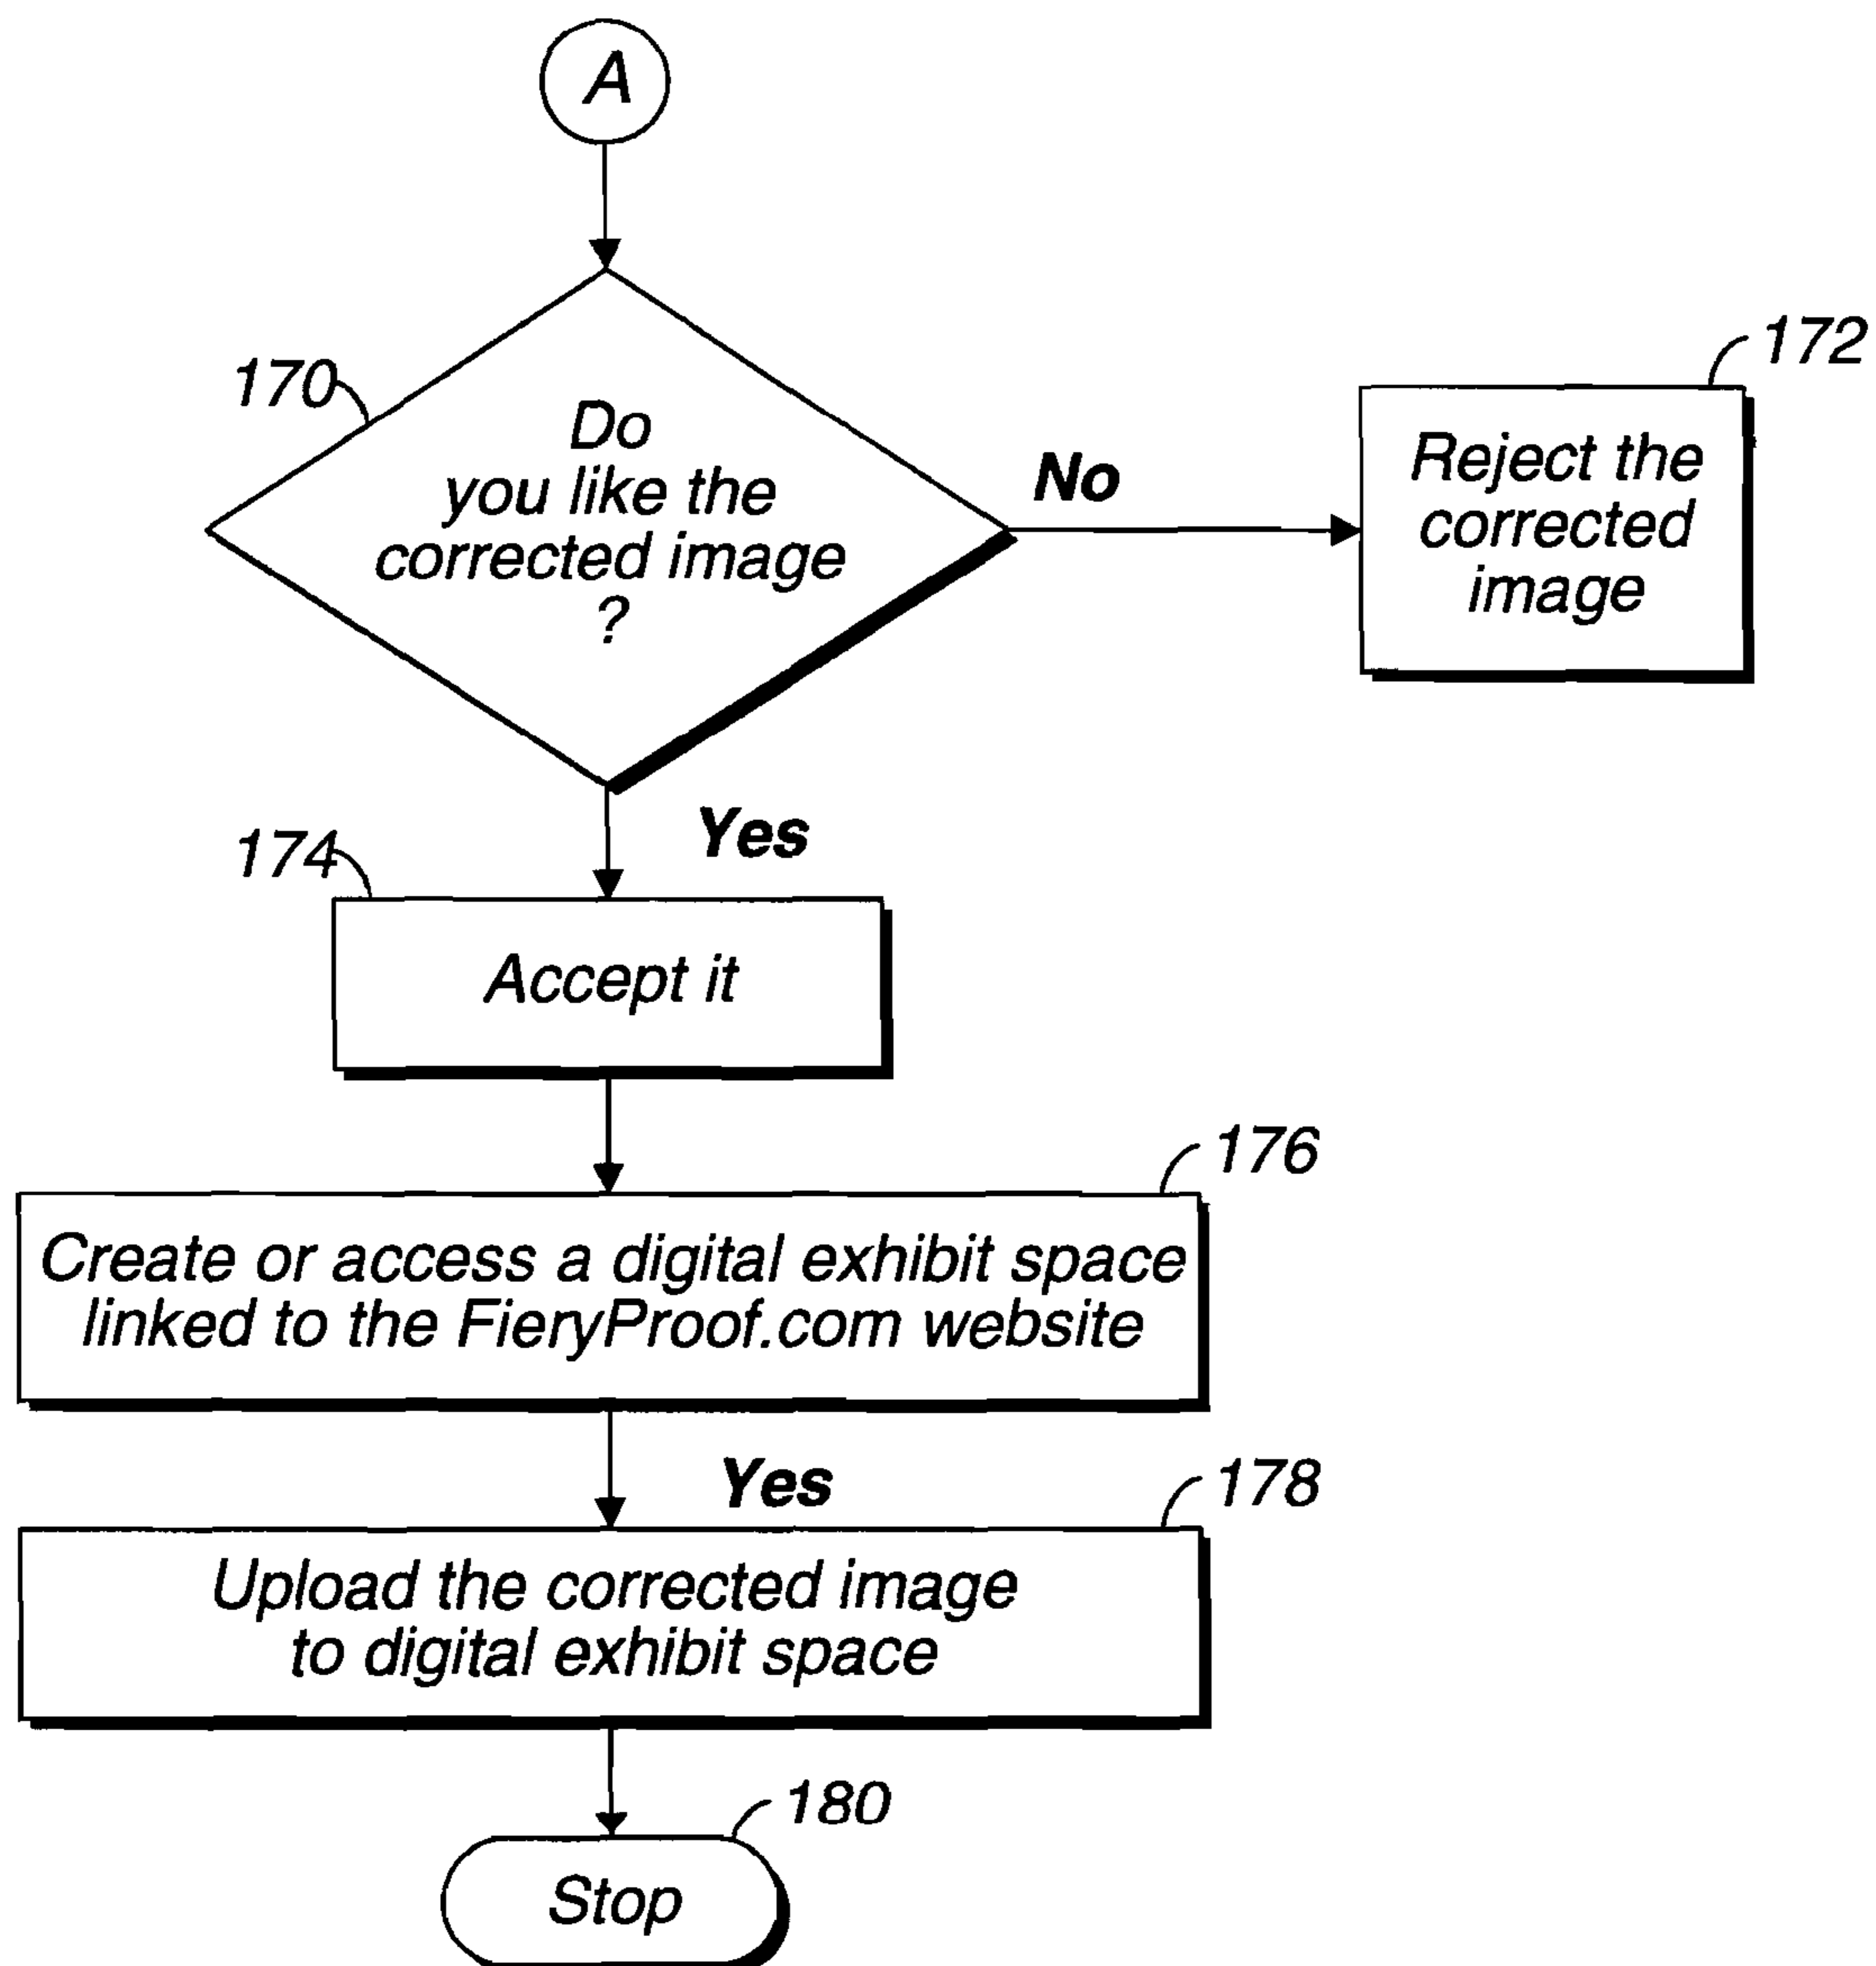 A
170
Do
you like the
corrected image
?
No
172
Reject the
corrected
image
Yes
174
Accept it
176
Create or access a digital exhibit space
linked to the FieryProof.com website
Yes
178
Upload the corrected image
to digital exhibit space
180
Stop